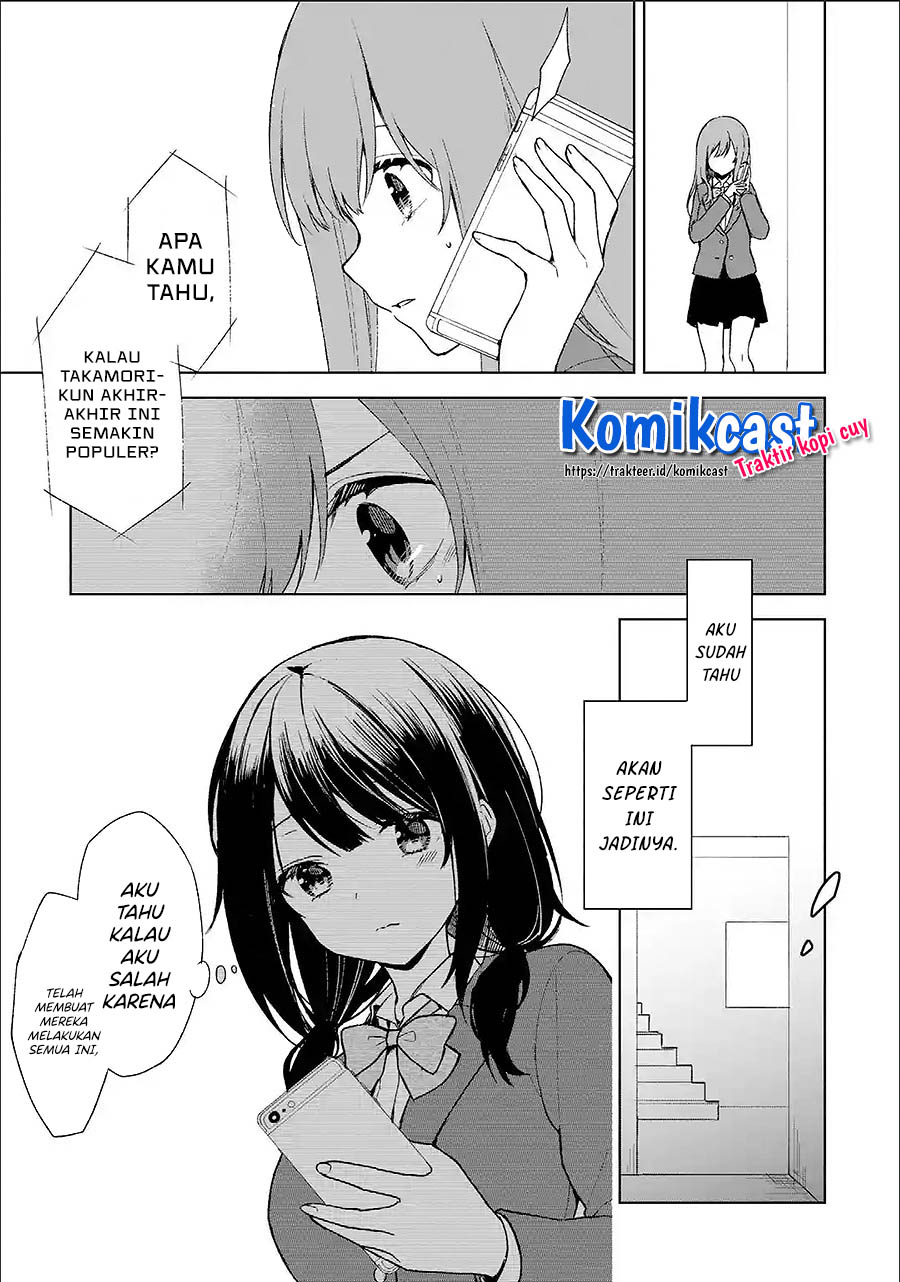 APA
KAMU
TAHU,
KALAU
TAKAMORI-
KUN AKHIR-
AKHIR INI
SEMAKIN
POPULER?
Komikcast
Traktir kopi cuy
https://trakteer.id/komikcast
AKU
SUDAH
TAHU
AKAN
SEPERTI
INI
JADINYA.
AKU
TAHU
KALAU
AKU
SALAH
KARENA
TELAH
MEMBUAT
MEREKA
MELAKUKAN
SEMUA INI,